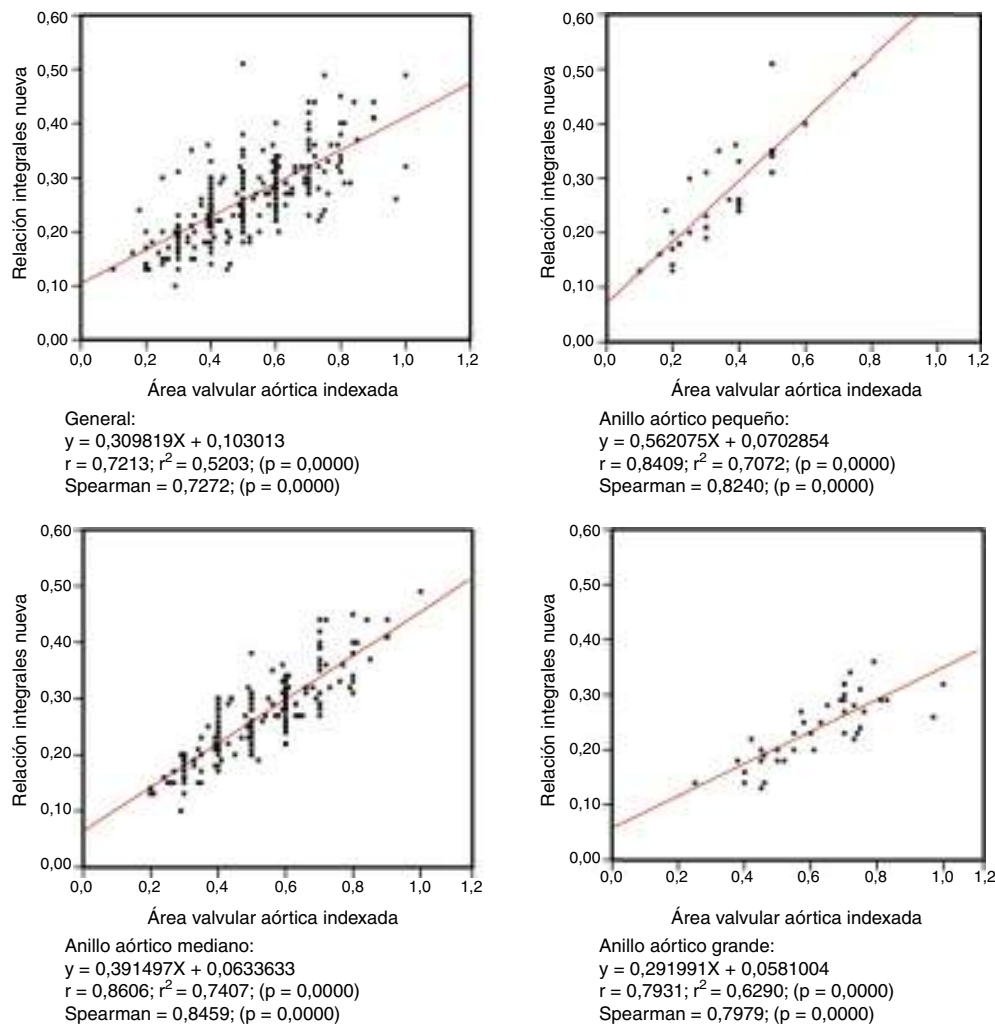 0,60
0,50
0,40
0,30
0,20
0,10
0,00
Relación integrales nueva
0,0 0,2 0,4 0,6 0,8 1,0 1,2
Área valvular aórtica indexada
General:
y = 0,309819X + 0,103013
r = 0,7213; r² = 0,5203; (p = 0,0000)
Spearman = 0,7272; (p = 0,0000)
0,60
0,50
0,40
0,30
0,20
0,10
0,00
Relación integrales nueva
0,0 0,2 0,4 0,6 0,8 1,0 1,2
Área valvular aórtica indexada
Anillo aórtico pequeño:
y = 0,562075X + 0,0702854
r = 0,8409; r² = 0,7072; (p = 0,0000)
Spearman = 0,8240; (p = 0,0000)
0,60
0,50
0,40
0,30
0,20
0,10
0,00
Relación integrales nueva
0,0 0,2 0,4 0,6 0,8 1,0 1,2
Área valvular aórtica indexada
Anillo aórtico mediano:
y = 0,391497X + 0,0633633
r = 0,8606; r² = 0,7407; (p = 0,0000)
Spearman = 0,8459; (p = 0,0000)
0,60
0,50
0,40
0,30
0,20
0,10
0,00
Relación integrales nueva
0,0 0,2 0,4 0,6 0,8 1,0 1,2
Área valvular aórtica indexada
Anillo aórtico grande:
y = 0,291991X + 0,0581004
r = 0,7931; r² = 0,6290; (p = 0,0000)
Spearman = 0,7979; (p = 0,0000)